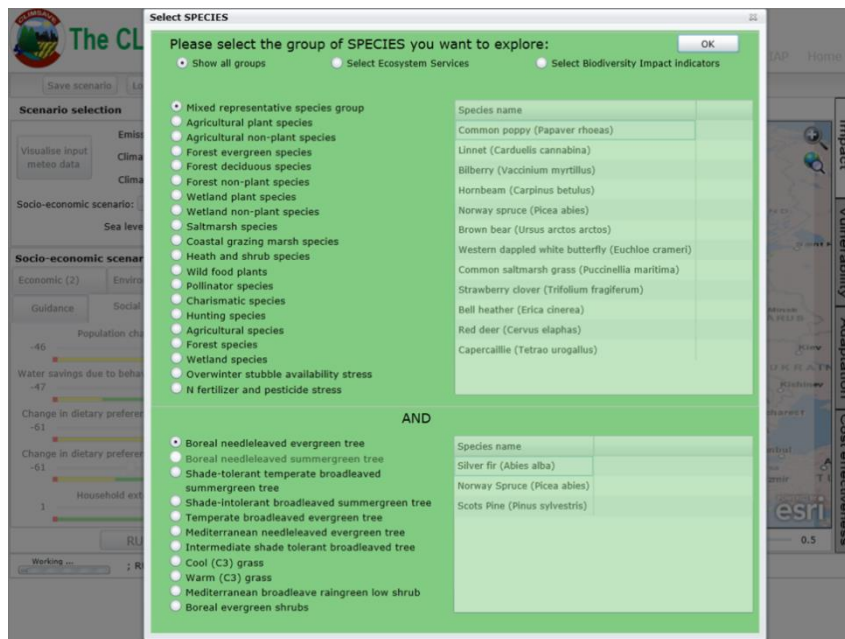 Select SPECIES
CLIMSAVE
The CL
IAP Home
Please select the group of SPECIES you want to explore:
OK
Show all groups
Select Ecosystem Services
Select Biodiversity Impact indicators
Save scenario
Lo
Scenario selection
Visualise input
meteo data
Emiss
Clima
Clima
Socio-economic scenario:
Sea leve
Socio-economic scenar
Economic (2)
Enviro
Guidance
Social
Population cha
-46
Water savings due to behav
-47
Change in dietary preferen
-61
Change in dietary preferen
-61
Household ext
1
RU
Working ...
; R
Mixed representative species group
Agricultural plant species
Agricultural non-plant species
Forest evergreen species
Forest deciduous species
Forest non-plant species
Wetland plant species
Wetland non-plant species
Saltmarsh species
Coastal grazing marsh species
Heath and shrub species
Wild food plants
Pollinator species
Charismatic species
Hunting species
Agricultural species
Forest species
Wetland species
Overwinter stubble availability stress
N fertilizer and pesticide stress
Species name
Common poppy (Papaver rhoeas)
Linnet (Carduelis cannabina)
Bilberry (Vaccinium myrtillus)
Hornbeam (Carpinus betulus)
Norway spruce (Picea abies)
Brown bear (Ursus arctos arctos)
Western dappled white butterfly (Euchloe crameri)
Common saltmarsh grass (Puccinellia maritima)
Strawberry clover (Trifolium fragiferum)
Bell heather (Erica cinerea)
Red deer (Cervus elaphas)
Capercaillie (Tetrao urogallus)
AND
Boreal needleleaved evergreen tree
Boreal needleleaved summergreen tree
Shade-tolerant temperate broadleaved
summergreen tree
Shade-intolerant broadleaved summergreen tree
Temperate broadleaved evergreen tree
Mediterranean needleleaved evergreen tree
Intermediate shade tolerant broadleaved tree
Cool (C3) grass
Warm (C3) grass
Mediterranean broadleave raingreen low shrub
Boreal evergreen shrubs
Species name
Silver fir (Abies alba)
Norway Spruce (Picea abies)
Scots Pine (Pinus sylvestris)
Impact
Vulnerability
Adaptation
Cost effectiveness
Kiev
esri
0.5